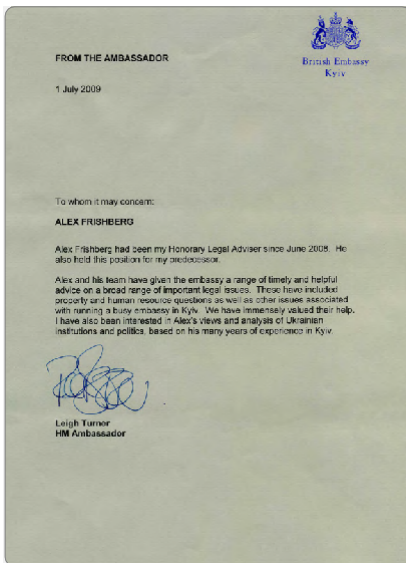 British Embassy
Kyiv
FROM THE AMBASSADOR
1 July 2009
To whom it may concern:
ALEX FRISHBERG
Alex Frishberg had been my Honorary Legal Adviser since June 2008. He
also held this position for my predecessor.
Alex and his team have given the embassy a range of timely and helpful
advice on a broad range of important legal issues. These have included
property and human resource questions as well as other issues associated
with running a busy embassy in Kyiv. We have immensely valued their help.
I have also been interested in Alex's views and analysis of Ukrainian
institutions and politics, based on his many years of experience in Kyiv.
Leigh Turner
HM Ambassador